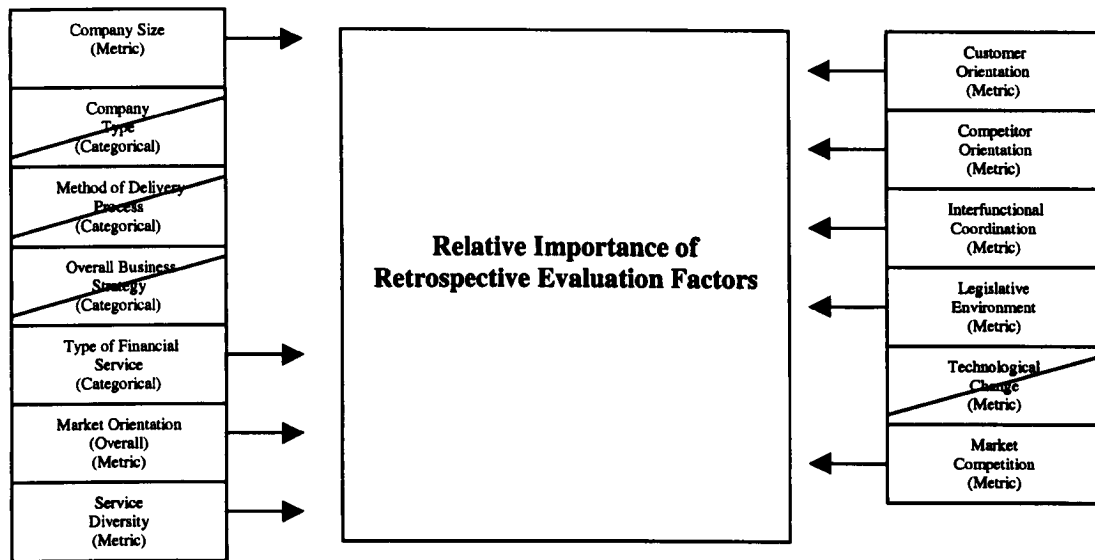 Company Size
(Metric)
Company
Type
(Categorical)
Method of Delivery
Process
(Categorical)
Overall Business
Strategy
(Categorical)
Type of Financial
Service
(Categorical)
Market Orientation
(Overall)
(Metric)
Service
Diversity
(Metric)
Relative Importance of
Retrospective Evaluation Factors
Customer
Orientation
(Metric)
Competitor
Orientation
(Metric)
Interfunctional
Coordination
(Metric)
Legislative
Environment
(Metric)
Technological
Change
(Metric)
Market
Competition
(Metric)